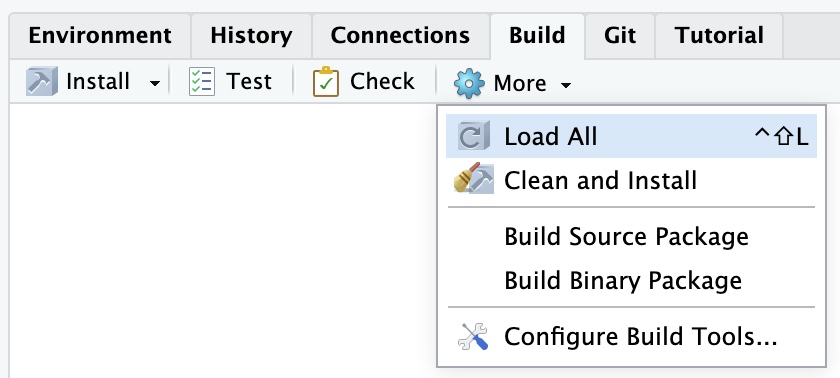 Environment History Connections Build Git Tutorial
Install Test Check More
Load All ^⇧L
Clean and Install
Build Source Package
Build Binary Package
Configure Build Tools...